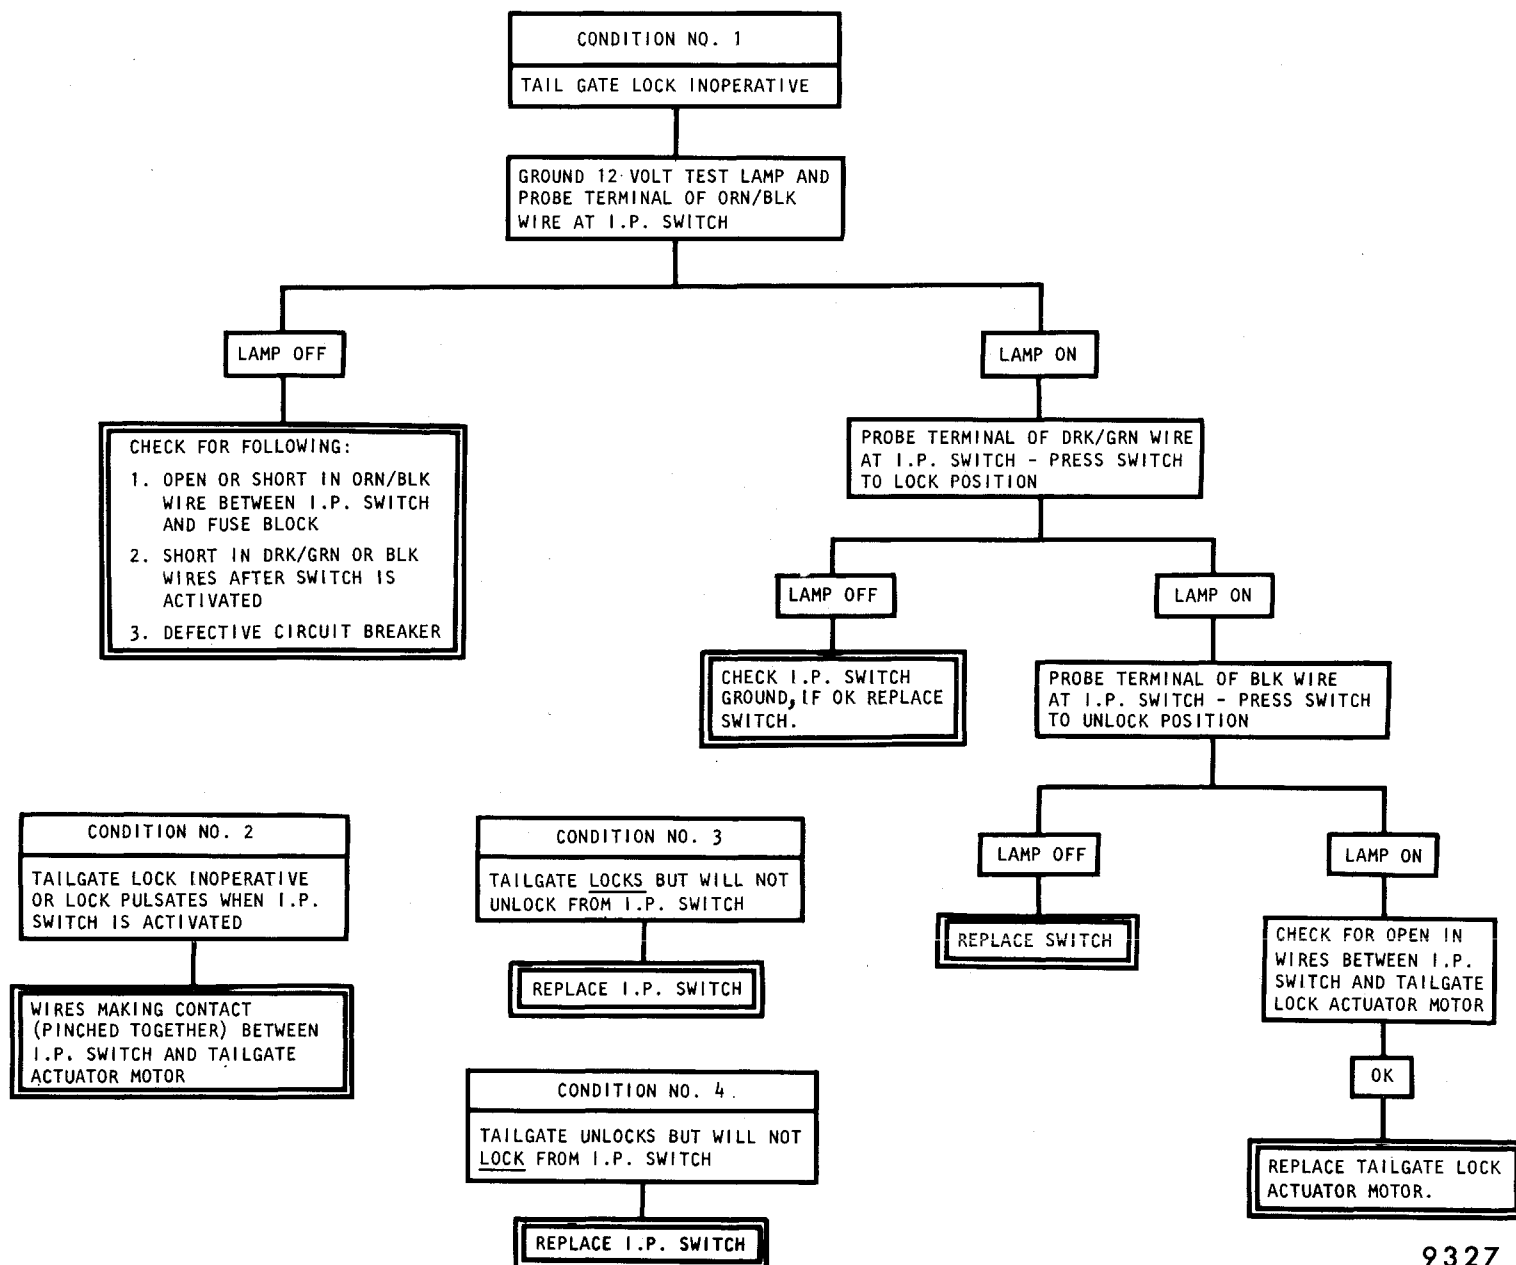 CONDITION NO. 1
TAIL GATE LOCK INOPERATIVE
GROUND 12 VOLT TEST LAMP AND
PROBE TERMINAL OF ORN/BLK
WIRE AT I.P. SWITCH
LAMP OFF
LAMP ON
CHECK FOR FOLLOWING:
1. OPEN OR SHORT IN ORN/BLK
WIRE BETWEEN I.P. SWITCH
AND FUSE BLOCK
2. SHORT IN DRK/GRN OR BLK
WIRES AFTER SWITCH IS
ACTIVATED
3. DEFECTIVE CIRCUIT BREAKER
PROBE TERMINAL OF DRK/GRN WIRE
AT I.P. SWITCH - PRESS SWITCH
TO LOCK POSITION
LAMP OFF
LAMP ON
CHECK I.P. SWITCH
GROUND, IF OK REPLACE
SWITCH.
PROBE TERMINAL OF BLK WIRE
AT I.P. SWITCH - PRESS SWITCH
TO UNLOCK POSITION
LAMP OFF
LAMP ON
REPLACE SWITCH
CHECK FOR OPEN IN
WIRES BETWEEN I.P.
SWITCH AND TAILGATE
LOCK ACTUATOR MOTOR
OK
REPLACE TAILGATE LOCK
ACTUATOR MOTOR.
CONDITION NO. 2
TAILGATE LOCK INOPERATIVE
OR LOCK PULSATES WHEN I.P.
SWITCH IS ACTIVATED
WIRES MAKING CONTACT
(PINCHED TOGETHER) BETWEEN
I.P. SWITCH AND TAILGATE
ACTUATOR MOTOR
CONDITION NO. 3
TAILGATE LOCKS BUT WILL NOT
UNLOCK FROM I.P. SWITCH
REPLACE I.P. SWITCH
CONDITION NO. 4
TAILGATE UNLOCKS BUT WILL NOT
LOCK FROM I.P. SWITCH
REPLACE I.P. SWITCH
9327